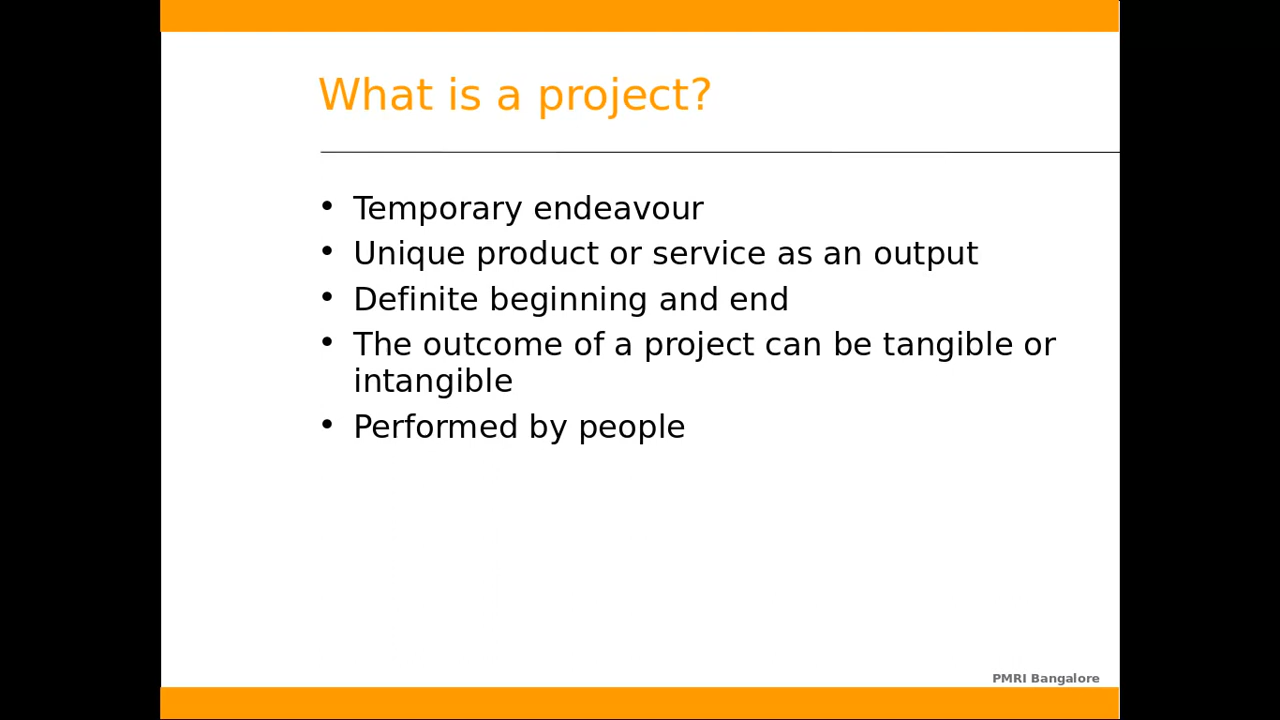 What is a project?
• Temporary endeavour
• Unique product or service as an output
• Definite beginning and end
• The outcome of a project can be tangible or
intangible
• Performed by people
PMRI Bangalore